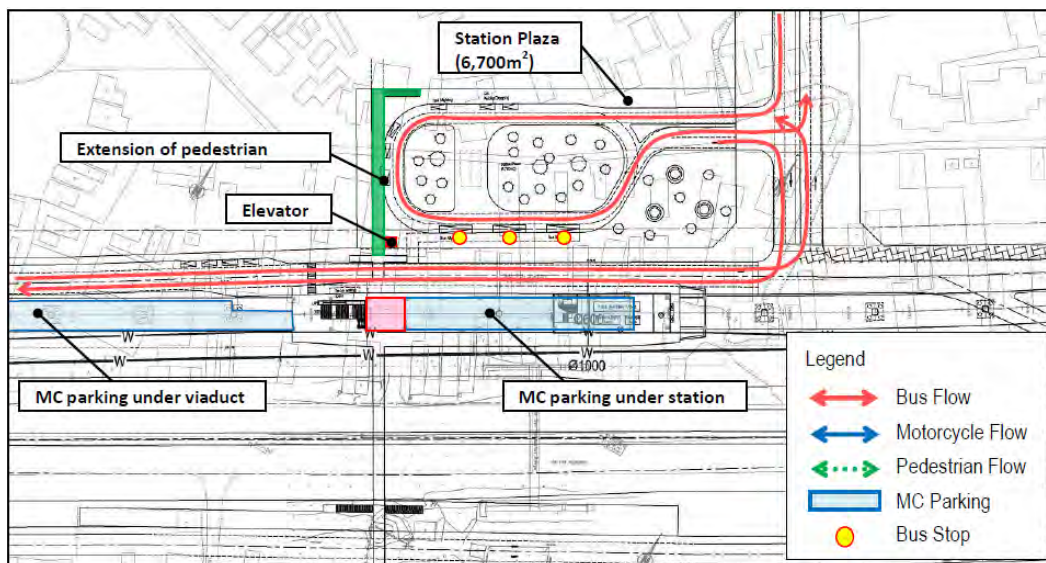 Station Plaza
(6,700m²)
Extension of pedestrian
Elevator
W
W
W
W
Ø1000
MC parking under viaduct
MC parking under station
Legend
Bus Flow
Motorcycle Flow
Pedestrian Flow
MC Parking
Bus Stop